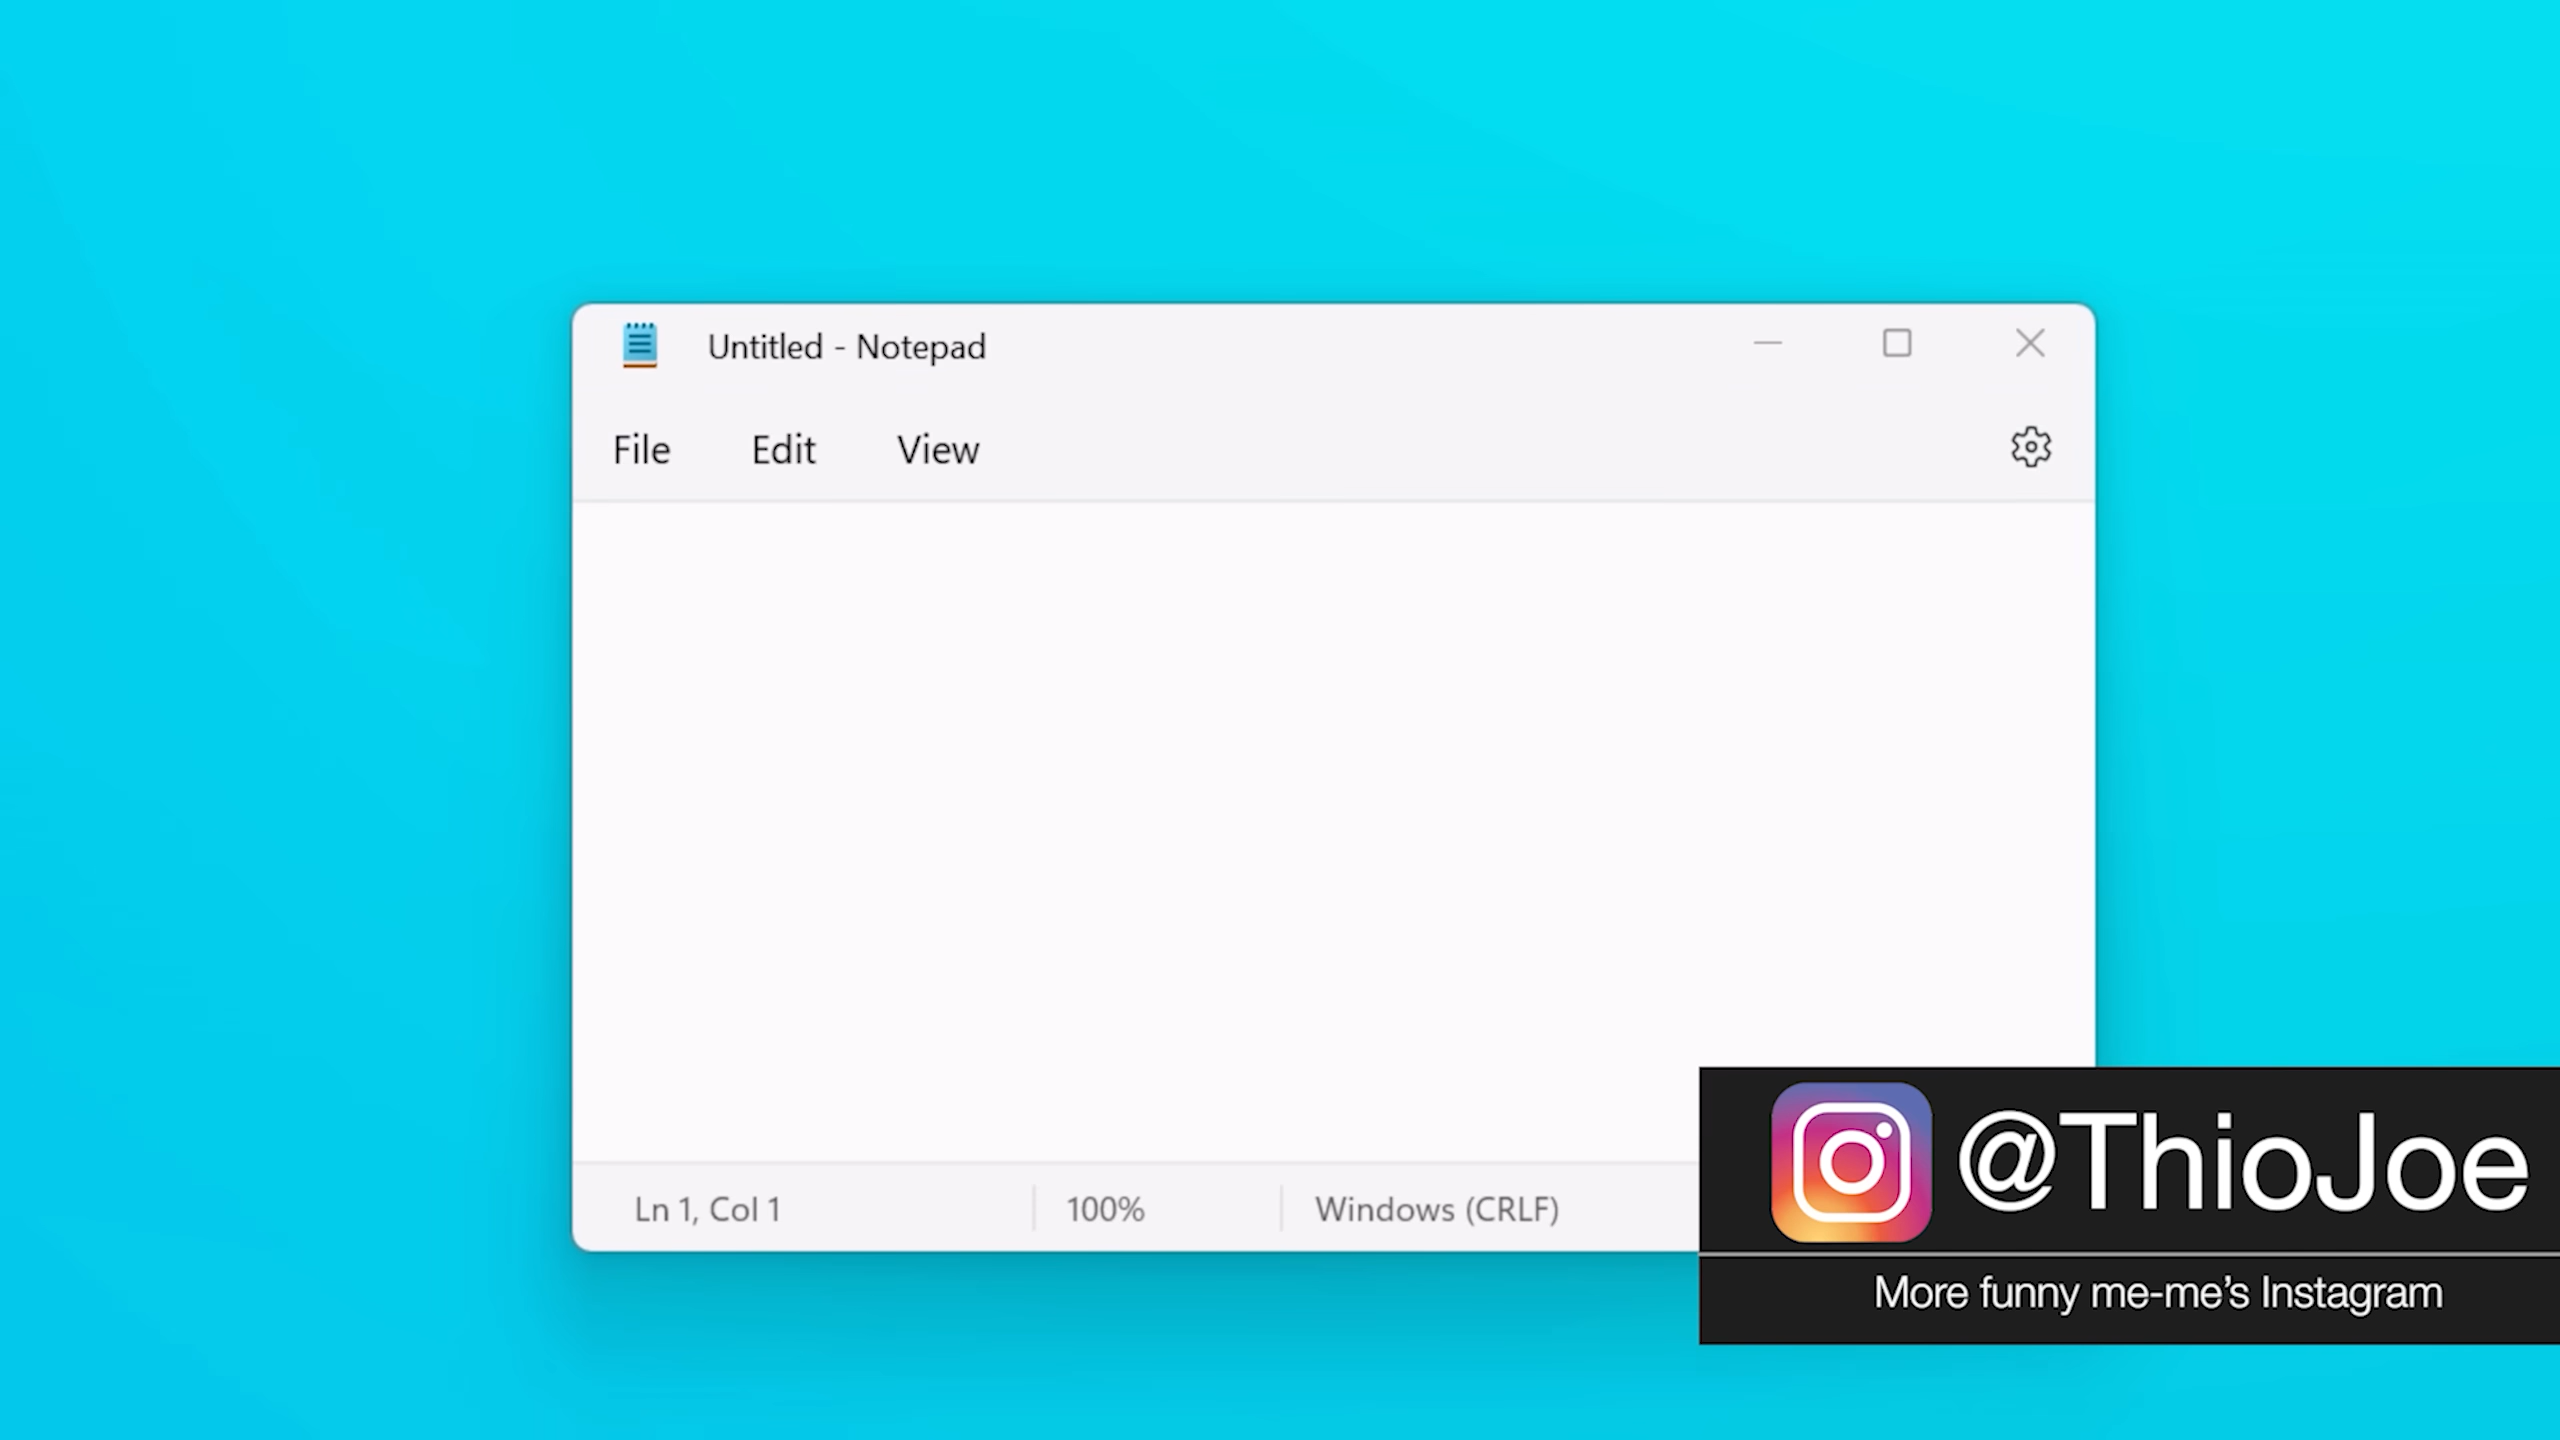 Untitled - Notepad
File Edit View
Ln 1, Col 1 100% Windows (CRLF)
@ThioJoe
More funny me-me’s Instagram